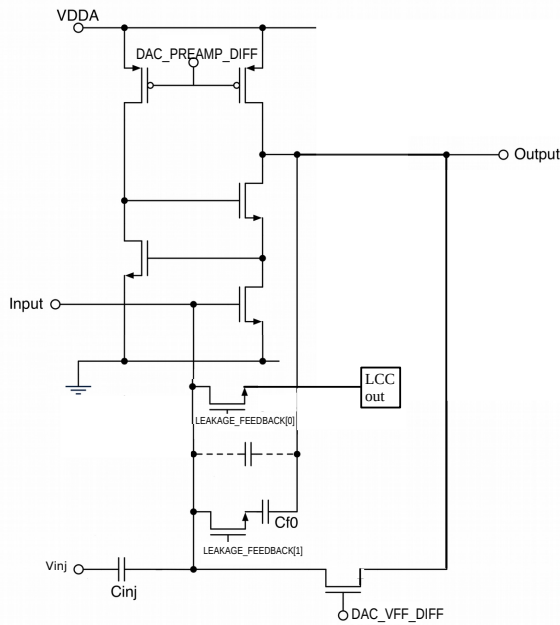 VDDA
DAC_PREAMP_DIFF
Output
Input
LCC
out
LEAKAGE_FEEDBACK[0]
Cf0
LEAKAGE_FEEDBACK[1]
Vinj
Cinj
DAC_VFF_DIFF